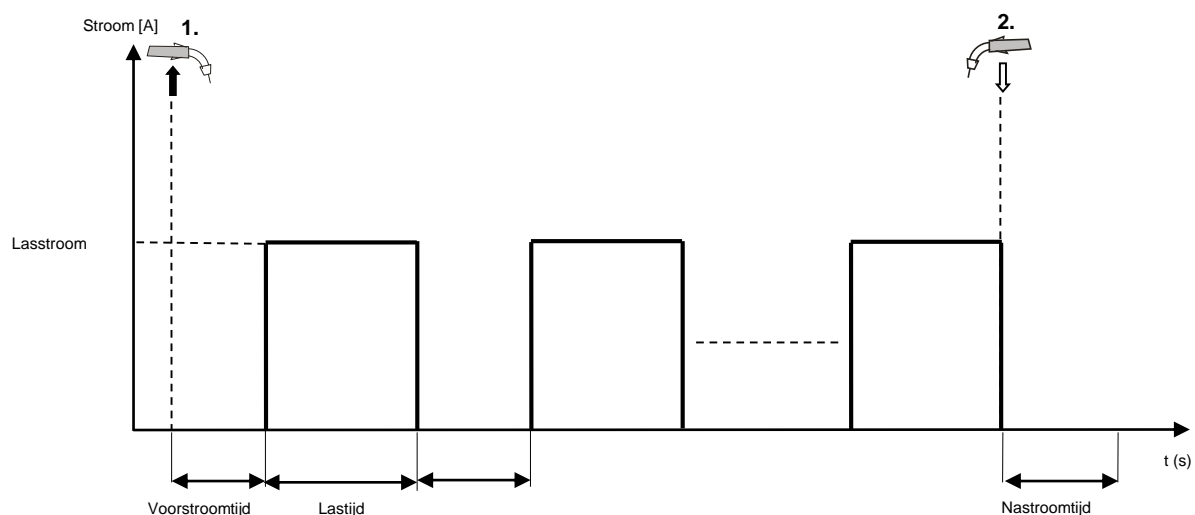 Stroom [A]
1.
2.
Lasstroom
t (s)
Voorstroomtijd
Lastijd
Nastroomtijd